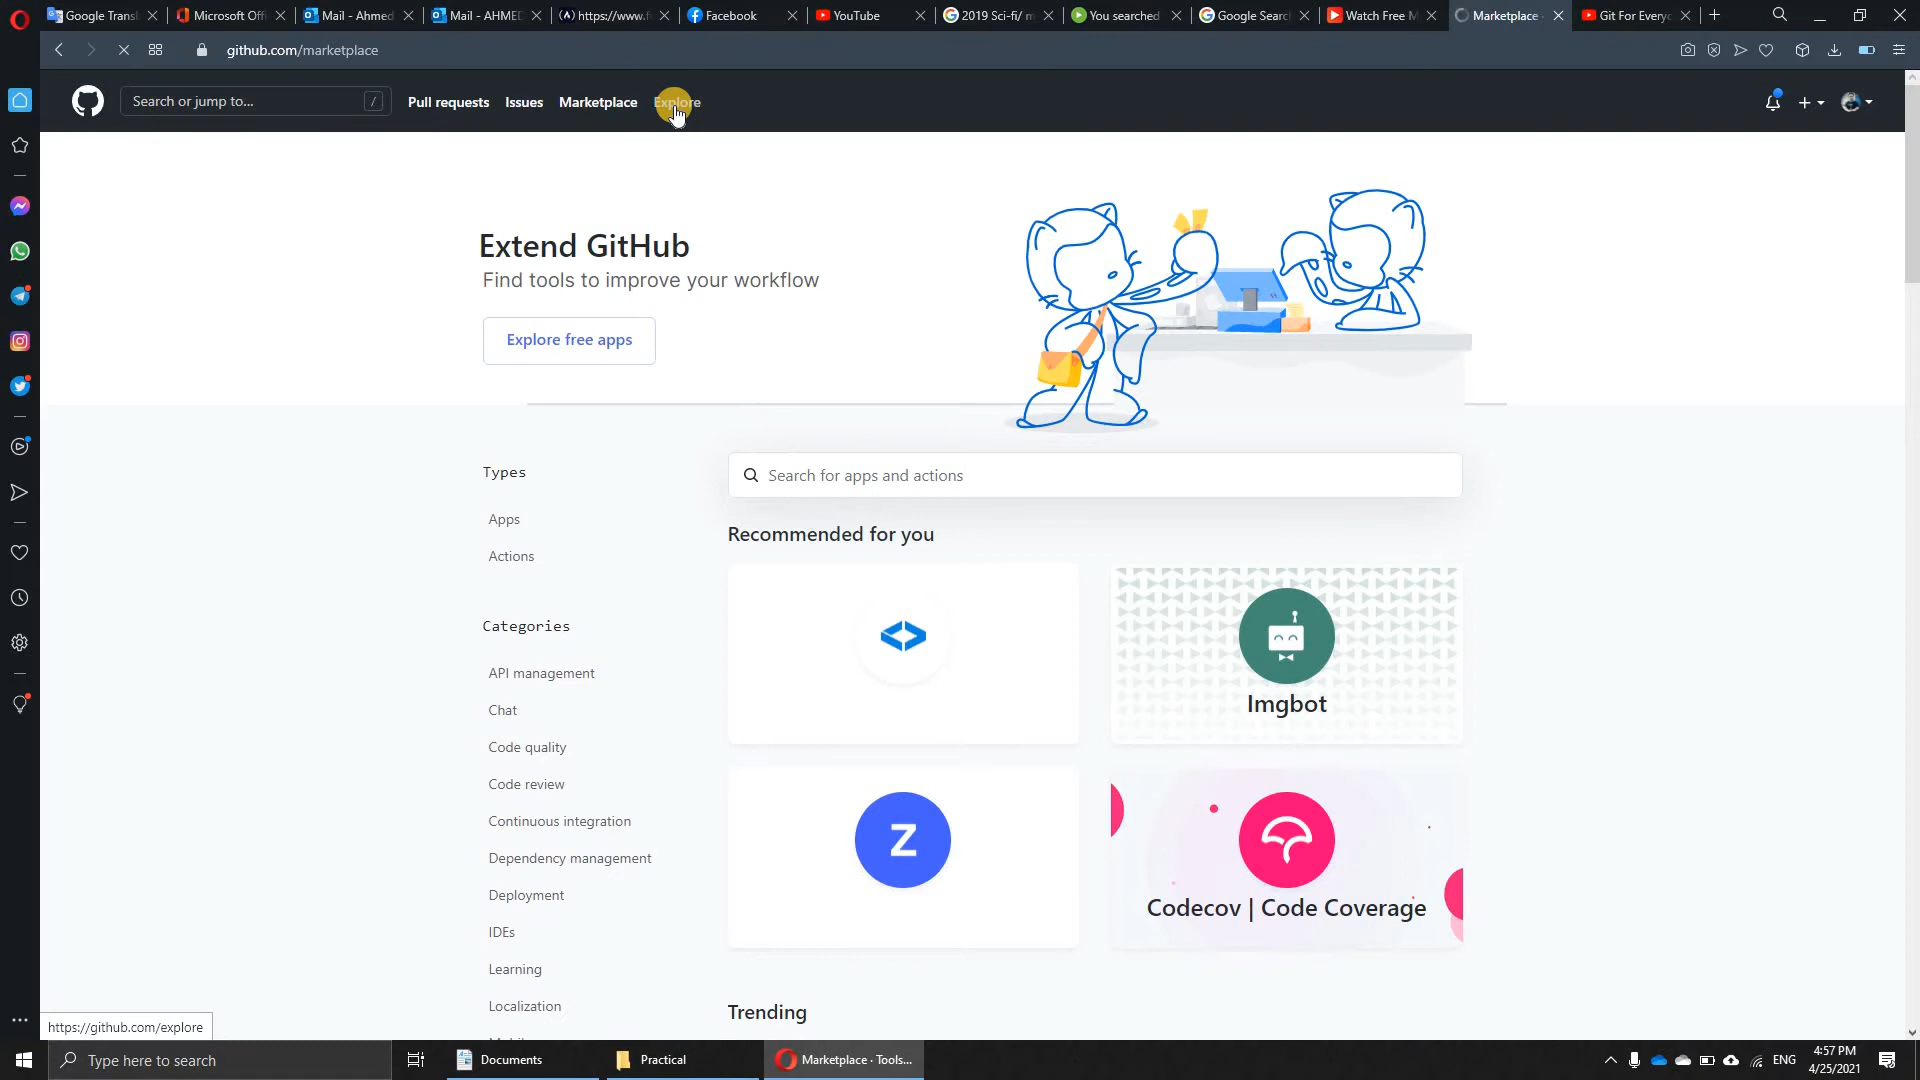 Google Transl
Microsoft Offi
Mail - Ahmed
Mail - AHMED
https://www.f
Facebook
YouTube
2019 Sci-fi/ m
You searched
Google Searc
Watch Free M
Marketplace ·
Git For Everyo
github.com/marketplace
Search or jump to... /
Pull requests
Issues
Marketplace
Explore
Extend GitHub
Find tools to improve your workflow
Explore free apps
Types
Apps
Actions
Categories
API management
Chat
Code quality
Code review
Continuous integration
Dependency management
Deployment
IDEs
Learning
Localization
Search for apps and actions
Recommended for you
Imgbot
Z
Codecov | Code Coverage
Trending
https://github.com/explore
Type here to search
Documents
Practical
Marketplace · Tools...
ENG
4:57 PM
4/25/2021